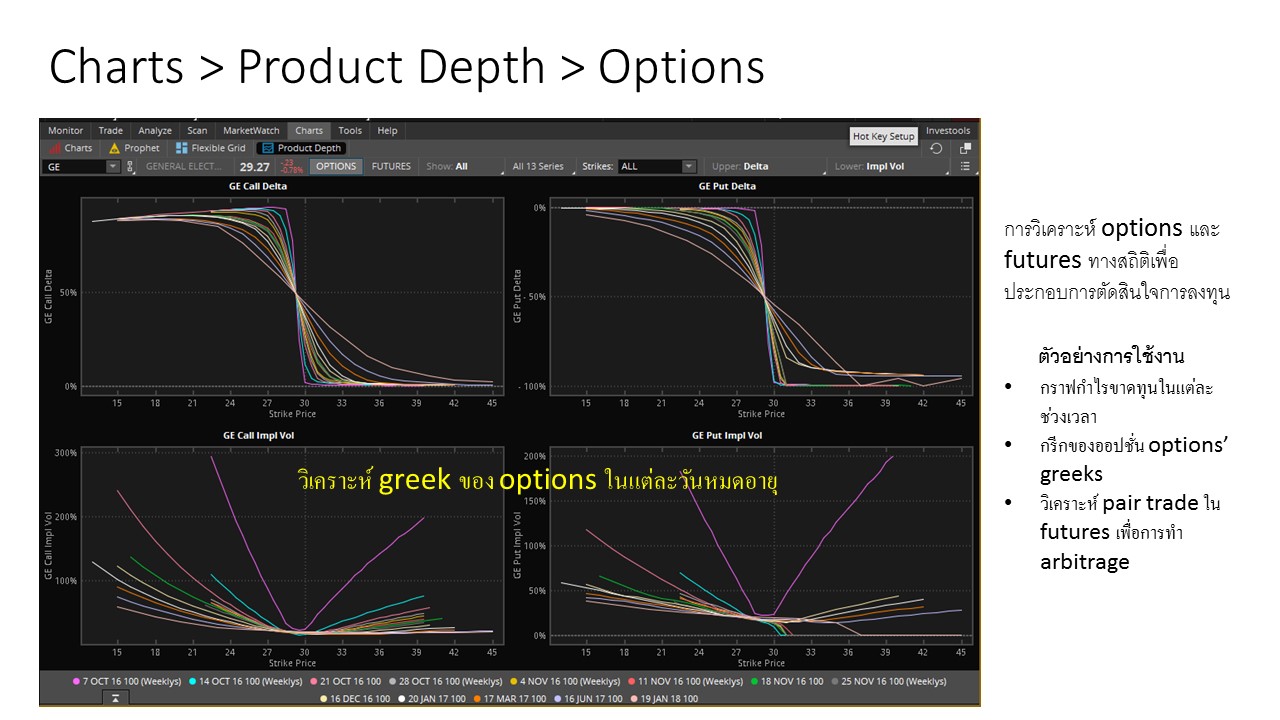 Charts > Product Depth > Options
Monitor Trade Analyze Scan MarketWatch Charts Tools Help
Hot Key Setup
Investools
Charts Prophet Flexible Grid Product Depth
GE GENERAL ELECT... 29.27 -.23 -0.78% OPTIONS FUTURES Show: All All 13 Series Strikes: ALL Upper: Delta Lower: Impl Vol
GE Call Delta
GE Call Delta
50%
0%
15 18 21 24 27 30 33 36 39 42 45
Strike Price
GE Put Delta
GE Put Delta
0%
- 50%
- 100%
15 18 21 24 27 30 33 36 39 42 45
Strike Price
GE Call Impl Vol
GE Call Impl Vol
300%
200%
100%
15 18 21 24 27 30 33 36 39 42 45
Strike Price
GE Put Impl Vol
GE Put Impl Vol
200%
150%
100%
50%
0%
15 18 21 24 27 30 33 36 39 42 45
Strike Price
วิเคราะห์ greek ของ options ในแต่ละวันหมดอายุ
7 OCT 16 100 (Weeklys) 14 OCT 16 100 (Weeklys) 21 OCT 16 100 28 OCT 16 100 (Weeklys) 4 NOV 16 100 (Weeklys) 11 NOV 16 100 (Weeklys) 18 NOV 16 100 25 NOV 16 100 (Weeklys)
16 DEC 16 100 20 JAN 17 100 17 MAR 17 100 16 JUN 17 100 19 JAN 18 100
การวิเคราะห์ options และ
futures ทางสถิติเพื่อ
ประกอบการตัดสินใจการลงทุน
ตัวอย่างการใช้งาน
• กราฟกำไรขาดทุนในแต่ละ
ช่วงเวลา
• กรีกของออปชั่น options’
greeks
• วิเคราะห์ pair trade ใน
futures เพื่อการทำ
arbitrage